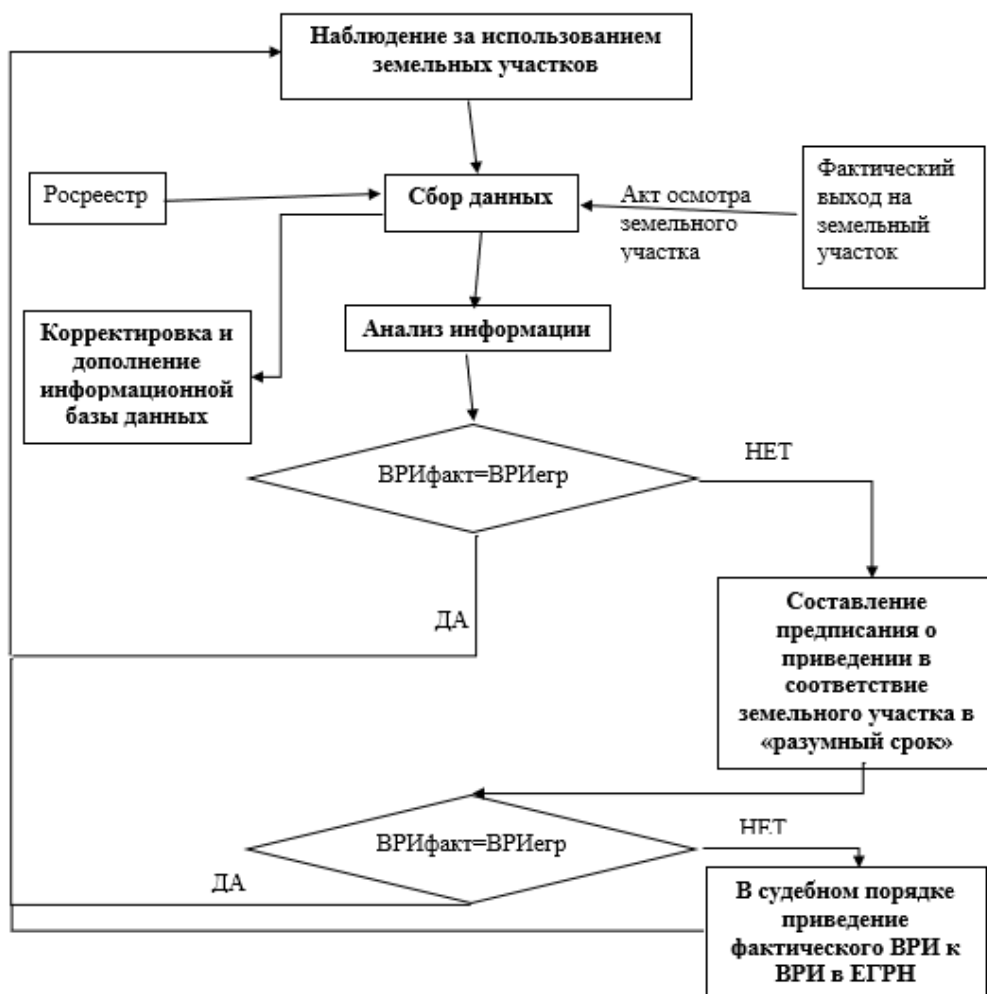 Наблюдение за использованием
земельных участков
Росреестр
Сбор данных
Акт осмотра
земельного
участка
Фактический
выход на
земельный
участок
Анализ информации
Корректировка и
дополнение
информационной
базы данных
ВРИфакт=ВРИегр
НЕТ
ДА
Составление
предписания о
приведении в
соответствие
земельного участка в
«разумный срок»
ВРИфакт=ВРИегр
НЕТ
ДА
В судебном порядке
приведение
фактического ВРИ к
ВРИ в ЕГРН